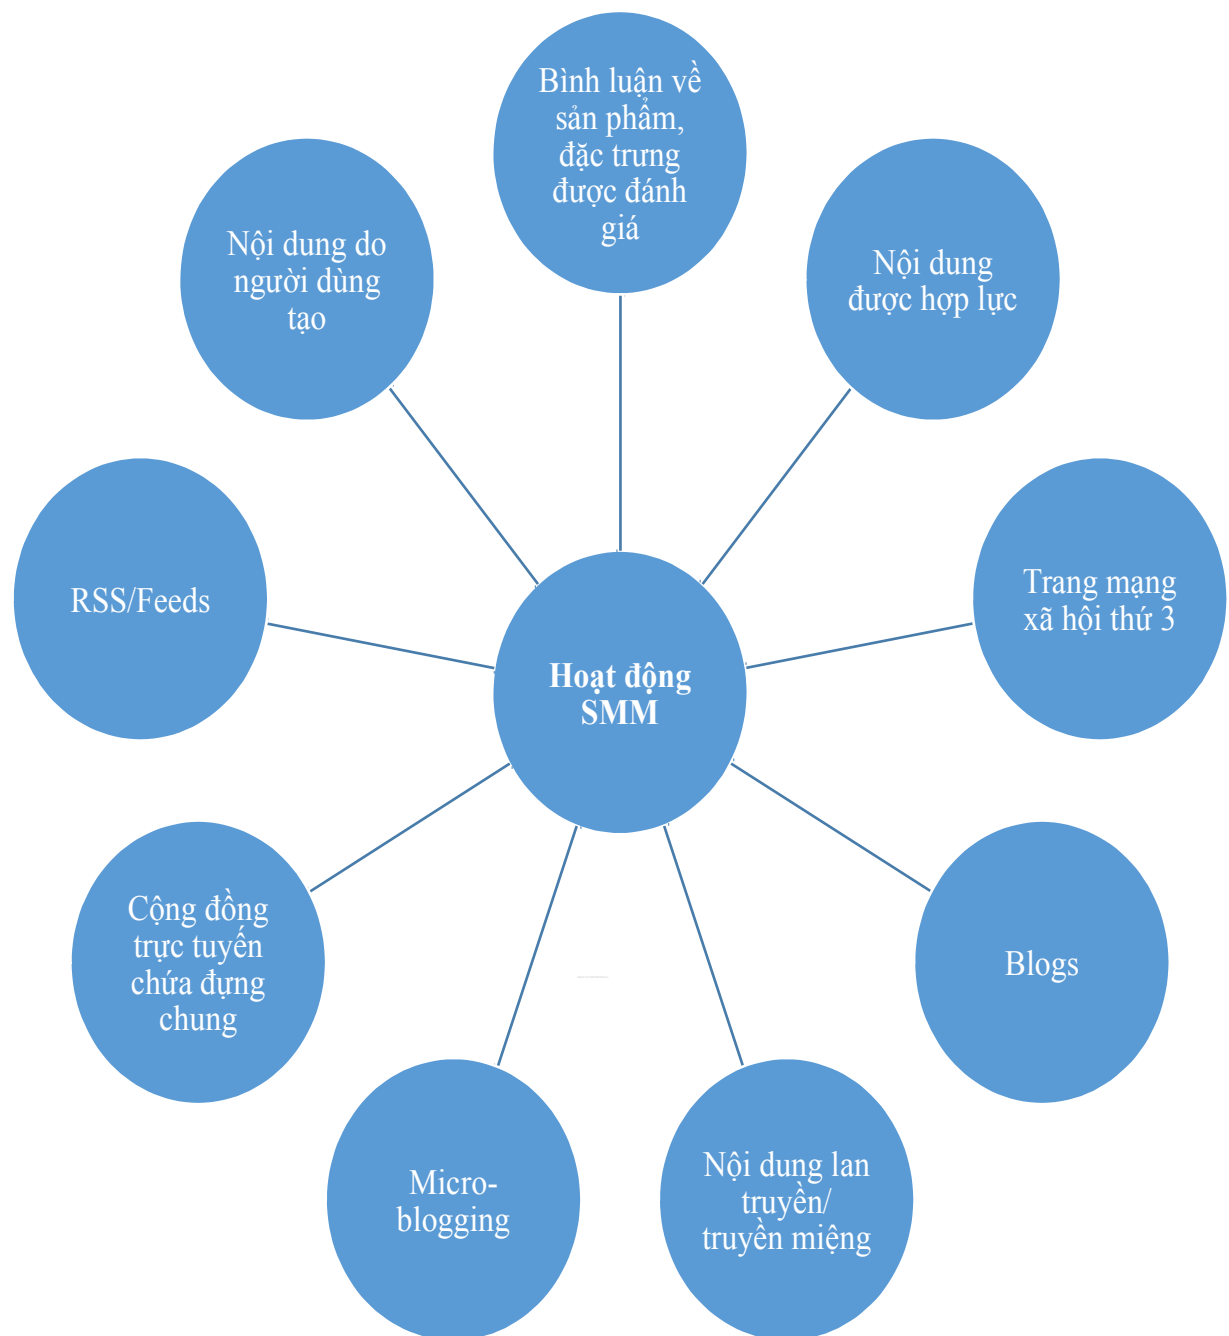 Bình luận về
sản phẩm,
đặc trưng
được đánh
giá
Nội dung
được hợp lực
Trang mạng
xã hội thứ 3
Blogs
Nội dung lan
truyền/
truyền miệng
Micro-
blogging
Cộng đồng
trực tuyến
chứa đựng
chung
RSS/Feeds
Nội dung do
người dùng
tạo
Hoạt động
SMM